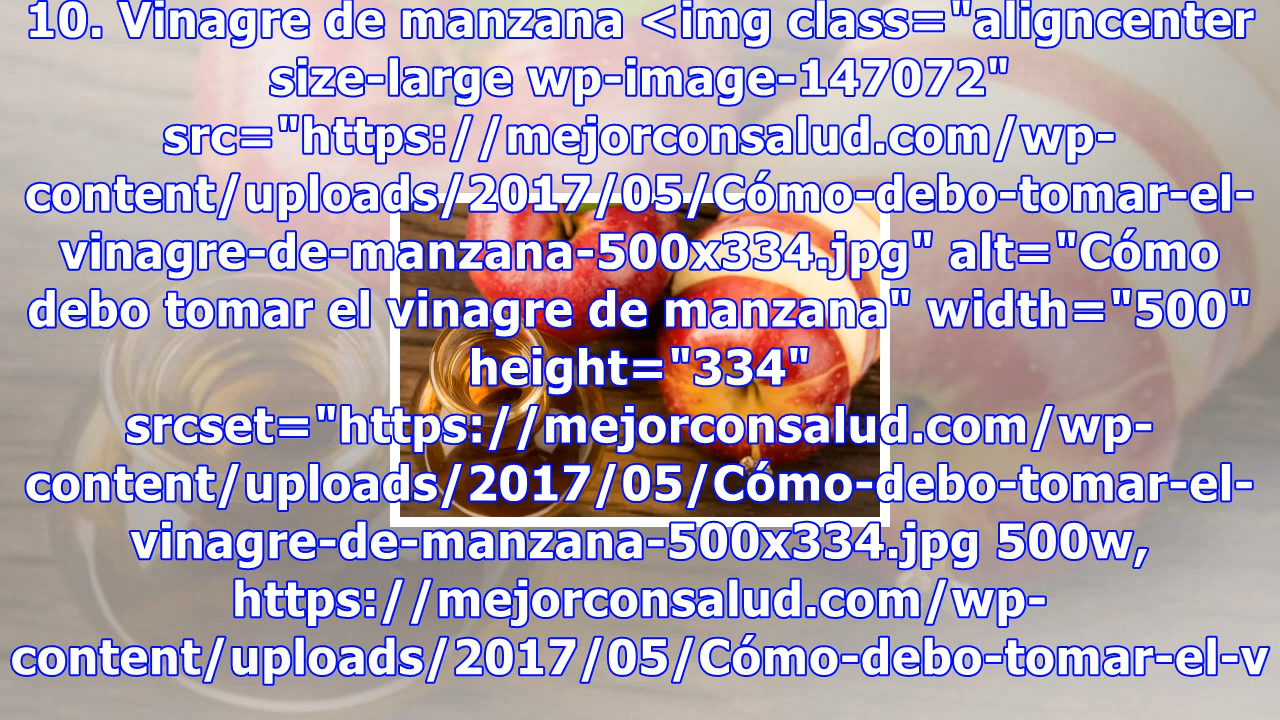 10. Vinagre de manzana <img class="aligncenter
size-large wp-image-147072"
src="https://mejorconsalud.com/wp-
content/uploads/2017/05/Cómo-debo-tomar-el-
vinagre-de-manzana-500x334.jpg" alt="Cómo
debo tomar el vinagre de manzana" width="500"
height="334"
srcset="https://mejorconsalud.com/wp-
content/uploads/2017/05/Cómo-debo-tomar-el-
vinagre-de-manzana-500x334.jpg 500w,
https://mejorconsalud.com/wp-
content/uploads/2017/05/Cómo-debo-tomar-el-v